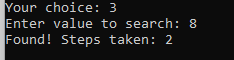 Your choice: 3
Enter value to search: 8
Found! Steps taken: 2